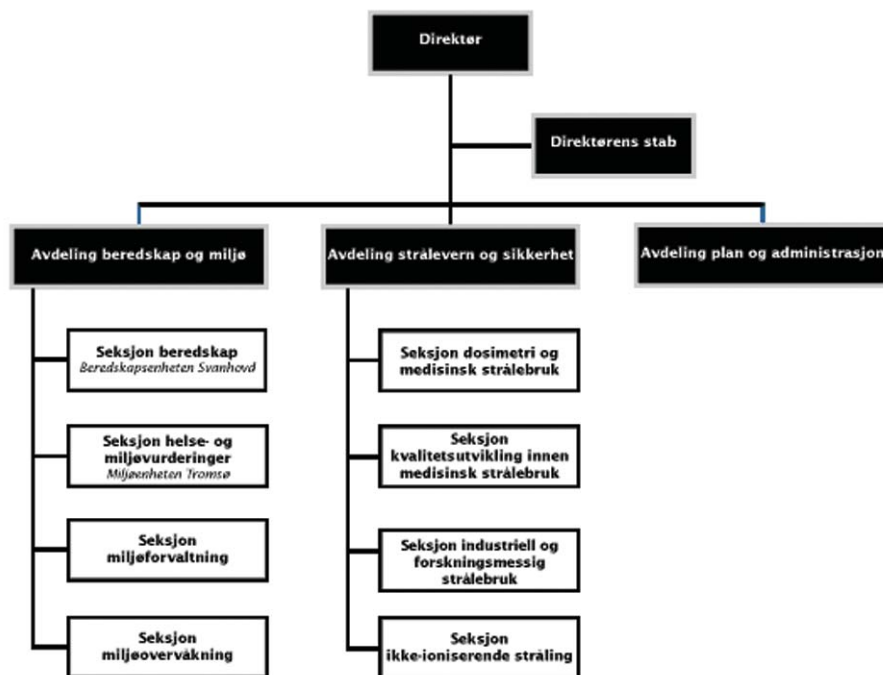 Direktør
Direktørens stab
Avdeling beredskap og miljø
Avdeling strålevern og sikkerhet
Avdeling plan og administrasjon
Seksjon beredskap
Beredskapsenheten Svanhovd
Seksjon helse- og
miljøvurderinger
Miljøenheten Tromsø
Seksjon
miljøforvaltning
Seksjon
miljøovervåkning
Seksjon dosimetri og
medisinsk strålebruk
Seksjon
kvalitetsutvikling innen
medisinsk strålebruk
Seksjon industriell og
forskningsmessig
strålebruk
Seksjon
ikke-ioniserende stråling